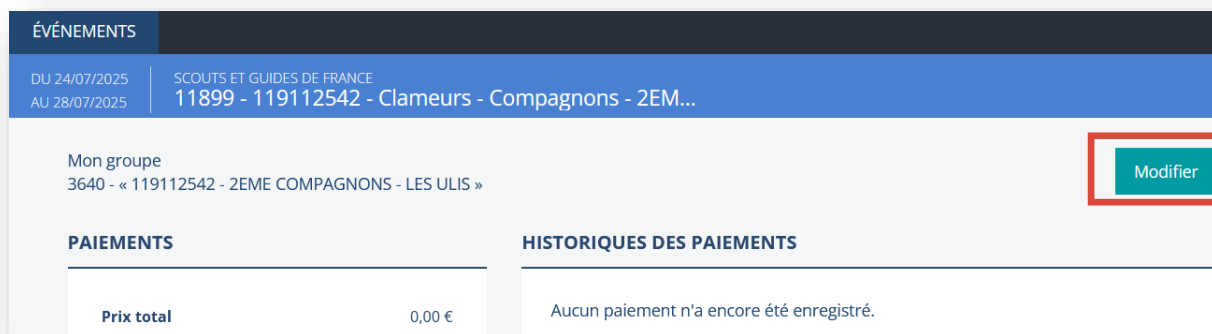 ÉVÉNEMENTS
DU 24/07/2025
AU 28/07/2025
SCOUTS ET GUIDES DE FRANCE
11899 - 119112542 - Clameurs - Compagnons - 2EM...
Mon groupe
3640 - « 119112542 - 2EME COMPAGNONS - LES ULIS »
Modifier
PAIEMENTS
Prix total 0,00 €
HISTORIQUES DES PAIEMENTS
Aucun paiement n'a encore été enregistré.